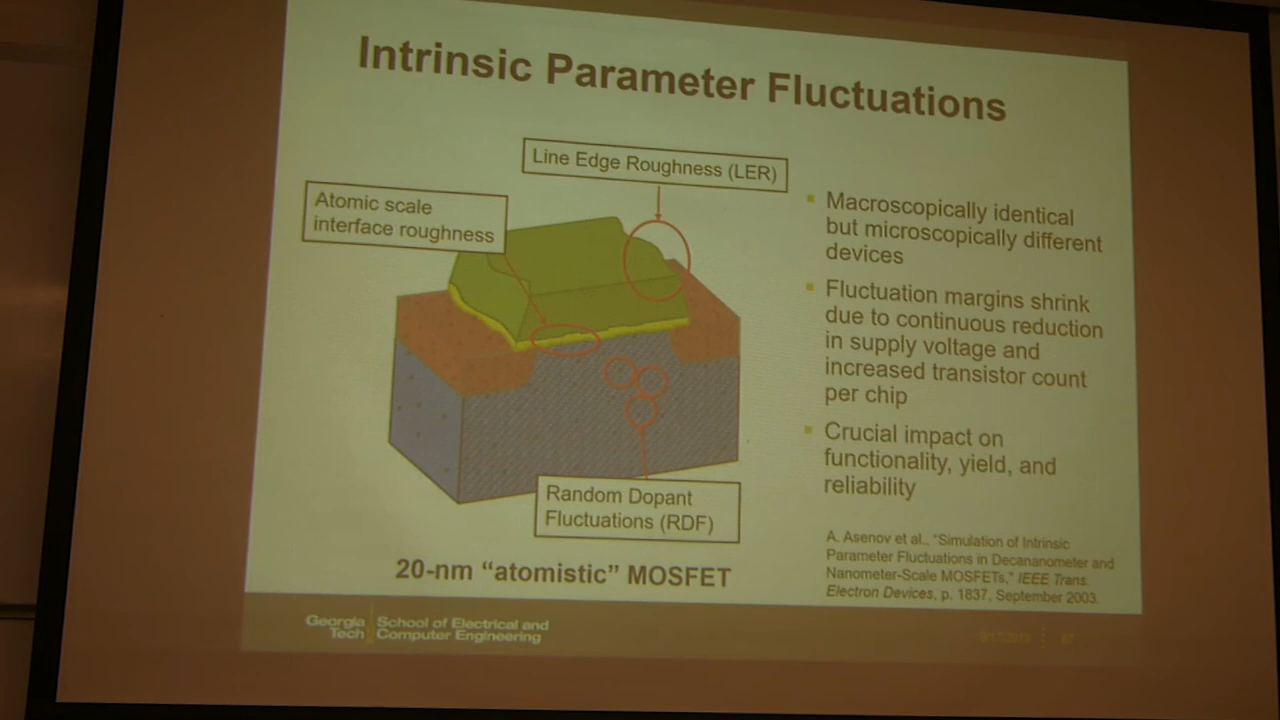 Intrinsic Parameter Fluctuations
Line Edge Roughness (LER)
Atomic scale
interface roughness
Random Dopant
Fluctuations (RDF)
20-nm “atomistic” MOSFET
Macroscopically identical
but microscopically different
devices
Fluctuation margins shrink
due to continuous reduction
in supply voltage and
increased transistor count
per chip
Crucial impact on
functionality, yield, and
reliability
A. Asenov et al., “Simulation of Intrinsic
Parameter Fluctuations in Decananometer and
Nanometer-Scale MOSFETs,” IEEE Trans.
Electron Devices, p. 1837, September 2003.
Georgia
Tech
School of Electrical and
Computer Engineering